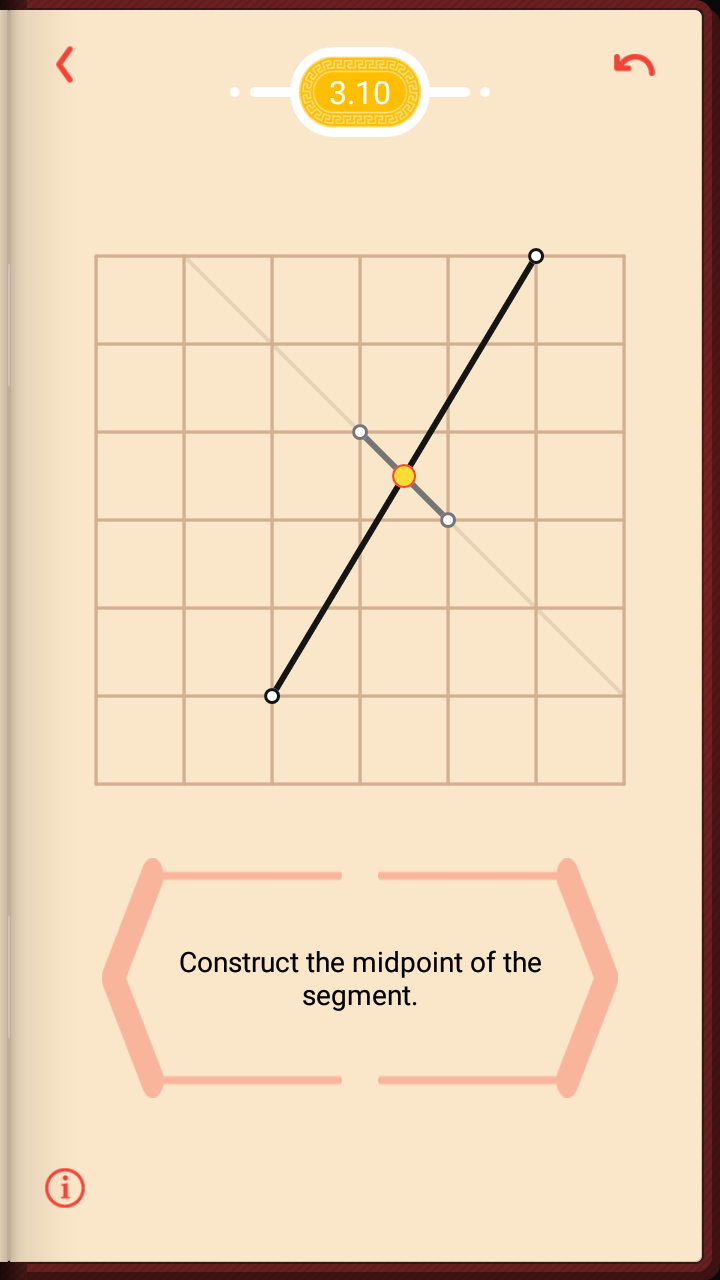 3.10
Construct the midpoint of the
segment.
i